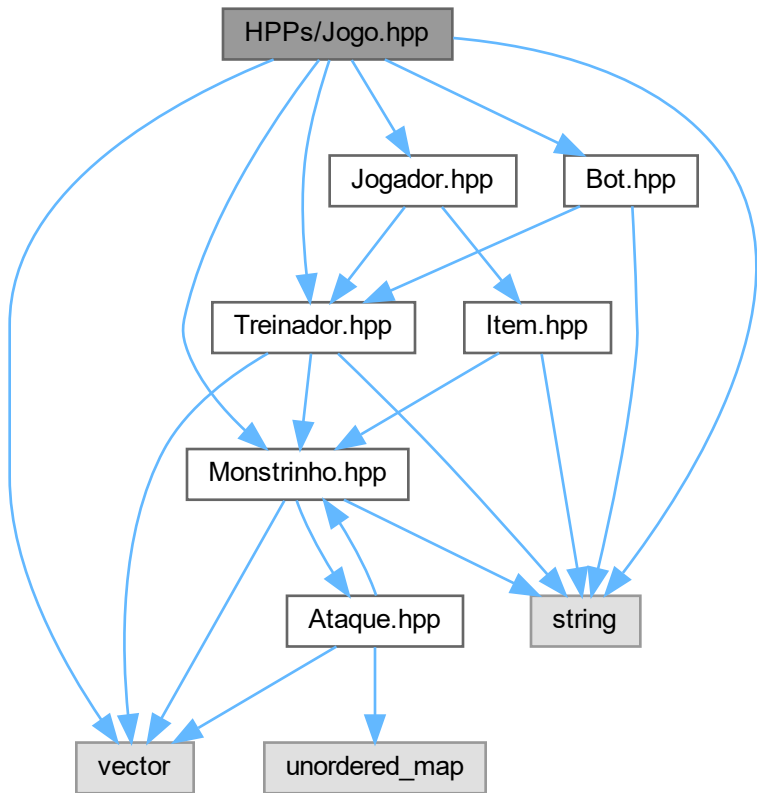 HPPs/Jogo.hpp
Jogador.hpp
Bot.hpp
Treinador.hpp
Item.hpp
Monstrinho.hpp
Ataque.hpp
string
vector
unordered_map